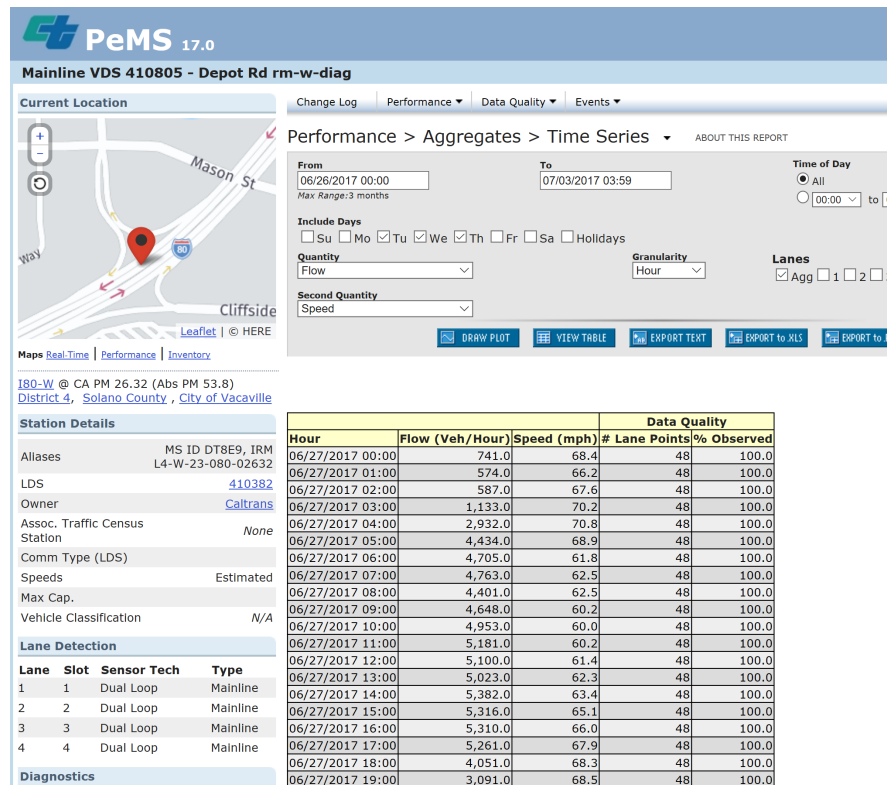 PeMS 17.0
Mainline VDS 410805 - Depot Rd rm-w-diag
Current Location
+
−
Mason St
Way
80
Cliffside
Leaflet | © HERE
Maps Real-Time | Performance | Inventory
I80-W @ CA PM 26.32 (Abs PM 53.8)
District 4, Solano County , City of Vacaville
Station Details
Aliases MS ID DT8E9, IRM
L4-W-23-080-02632
LDS 410382
Owner Caltrans
Assoc. Traffic Census
Station None
Comm Type (LDS)
Speeds Estimated
Max Cap.
Vehicle Classification N/A
Lane Detection
Lane Slot Sensor Tech Type
1 1 Dual Loop Mainline
2 2 Dual Loop Mainline
3 3 Dual Loop Mainline
4 4 Dual Loop Mainline
Diagnostics
Change Log Performance Data Quality Events
Performance > Aggregates > Time Series ABOUT THIS REPORT
From To Time of Day
06/26/2017 00:00 07/03/2017 03:59 All
Max Range:3 months 00:00 to
Include Days
Su Mo Tu We Th Fr Sa Holidays
Quantity Granularity Lanes
Flow Hour Agg 1 2
Second Quantity
Speed
DRAW PLOT VIEW TABLE EXPORT TEXT EXPORT to .XLS EXPORT to
Data Quality
Hour Flow (Veh/Hour) Speed (mph) # Lane Points % Observed
06/27/2017 00:00 741.0 68.4 48 100.0
06/27/2017 01:00 574.0 66.2 48 100.0
06/27/2017 02:00 587.0 67.6 48 100.0
06/27/2017 03:00 1,133.0 70.2 48 100.0
06/27/2017 04:00 2,932.0 70.8 48 100.0
06/27/2017 05:00 4,434.0 68.9 48 100.0
06/27/2017 06:00 4,705.0 61.8 48 100.0
06/27/2017 07:00 4,763.0 62.5 48 100.0
06/27/2017 08:00 4,401.0 62.5 48 100.0
06/27/2017 09:00 4,648.0 60.2 48 100.0
06/27/2017 10:00 4,953.0 60.0 48 100.0
06/27/2017 11:00 5,181.0 60.2 48 100.0
06/27/2017 12:00 5,100.0 61.4 48 100.0
06/27/2017 13:00 5,023.0 62.3 48 100.0
06/27/2017 14:00 5,382.0 63.4 48 100.0
06/27/2017 15:00 5,316.0 65.1 48 100.0
06/27/2017 16:00 5,310.0 66.0 48 100.0
06/27/2017 17:00 5,261.0 67.9 48 100.0
06/27/2017 18:00 4,051.0 68.3 48 100.0
06/27/2017 19:00 3,091.0 68.5 48 100.0